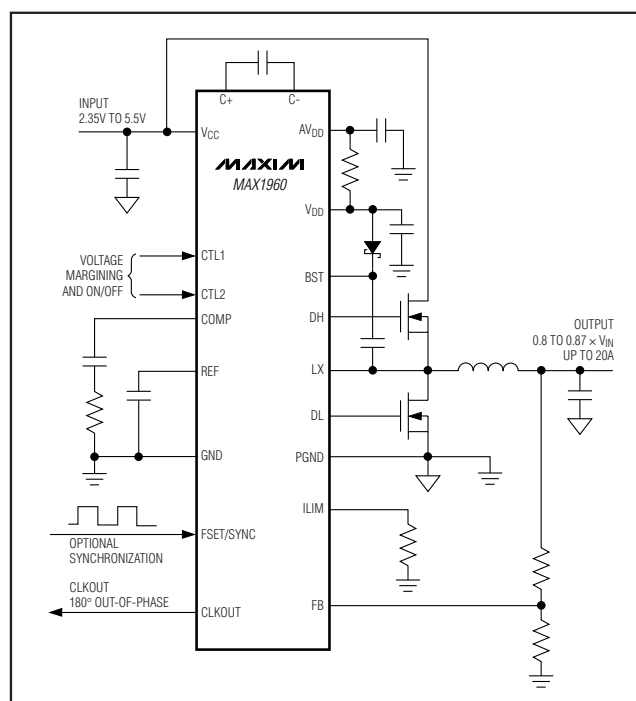 C+
C-
INPUT
2.35V TO 5.5V
VCC
AVDD
MAXIM
MAX1960
VDD
VOLTAGE
MARGINING
AND ON/OFF
CTL1
CTL2
BST
COMP
DH
OUTPUT
0.8 TO 0.87 × VIN
UP TO 20A
REF
LX
DL
GND
PGND
ILIM
FSET/SYNC
OPTIONAL
SYNCHRONIZATION
CLKOUT
180° OUT-OF-PHASE
CLKOUT
FB